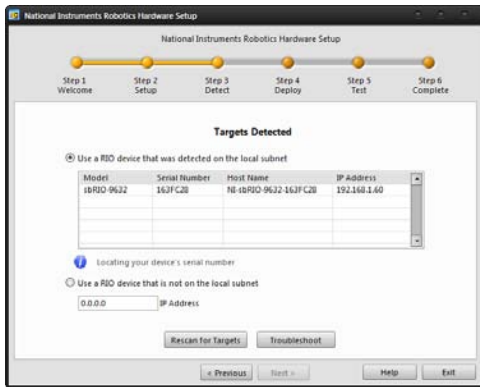 National Instruments Robotics Hardware Setup
National Instruments Robotics Hardware Setup
Step 1 Step 2 Step 3 Step 4 Step 5 Step 6
Welcome Setup Detect Deploy Test Complete
Targets Detected
Use a RIO device that was detected on the local subnet
Model Serial Number Host Name IP Address
sbRIO-9632 163FC28 NI-sbRIO-9632-163FC28 192.168.1.60
Locating your device's serial number
Use a RIO device that is not on the local subnet
0.0.0.0 IP Address
Rescan for Targets Troubleshoot
< Previous Next > Help Exit